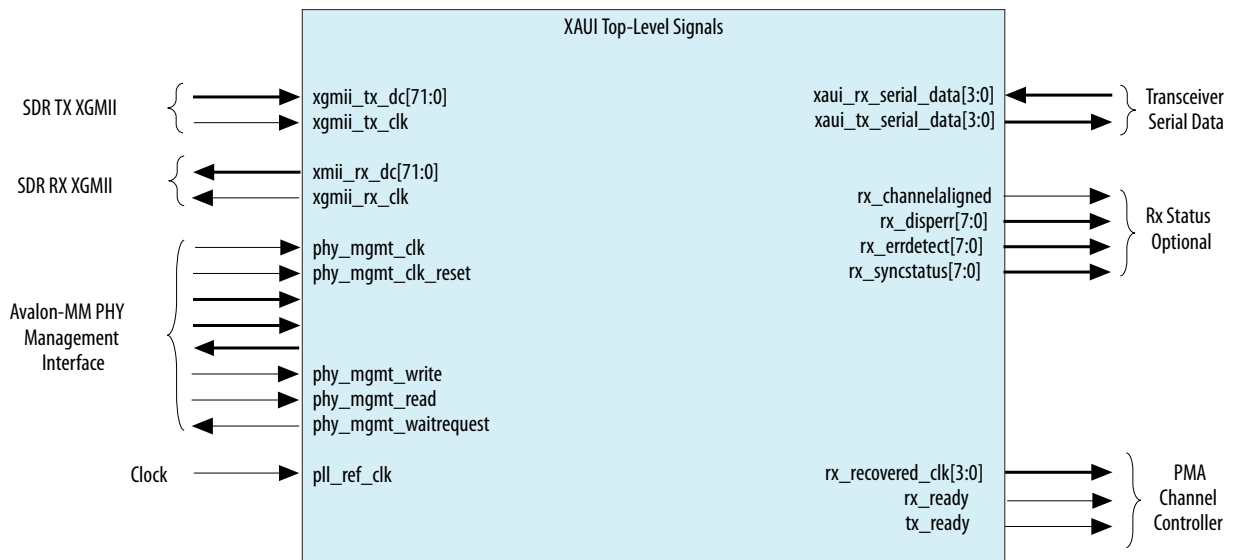 XAUI Top-Level Signals
SDR TX XGMII
xgmii_tx_dc[71:0]
xgmii_tx_clk
SDR RX XGMII
xmii_rx_dc[71:0]
xgmii_rx_clk
Avalon-MM PHY
Management
Interface
phy_mgmt_clk
phy_mgmt_clk_reset
phy_mgmt_write
phy_mgmt_read
phy_mgmt_waitrequest
Clock
pll_ref_clk
xaui_rx_serial_data[3:0]
xaui_tx_serial_data[3:0]
Transceiver
Serial Data
rx_channelaligned
rx_disperr[7:0]
rx_errdetect[7:0]
rx_syncstatus[7:0]
Rx Status
Optional
rx_recovered_clk[3:0]
rx_ready
tx_ready
PMA
Channel
Controller